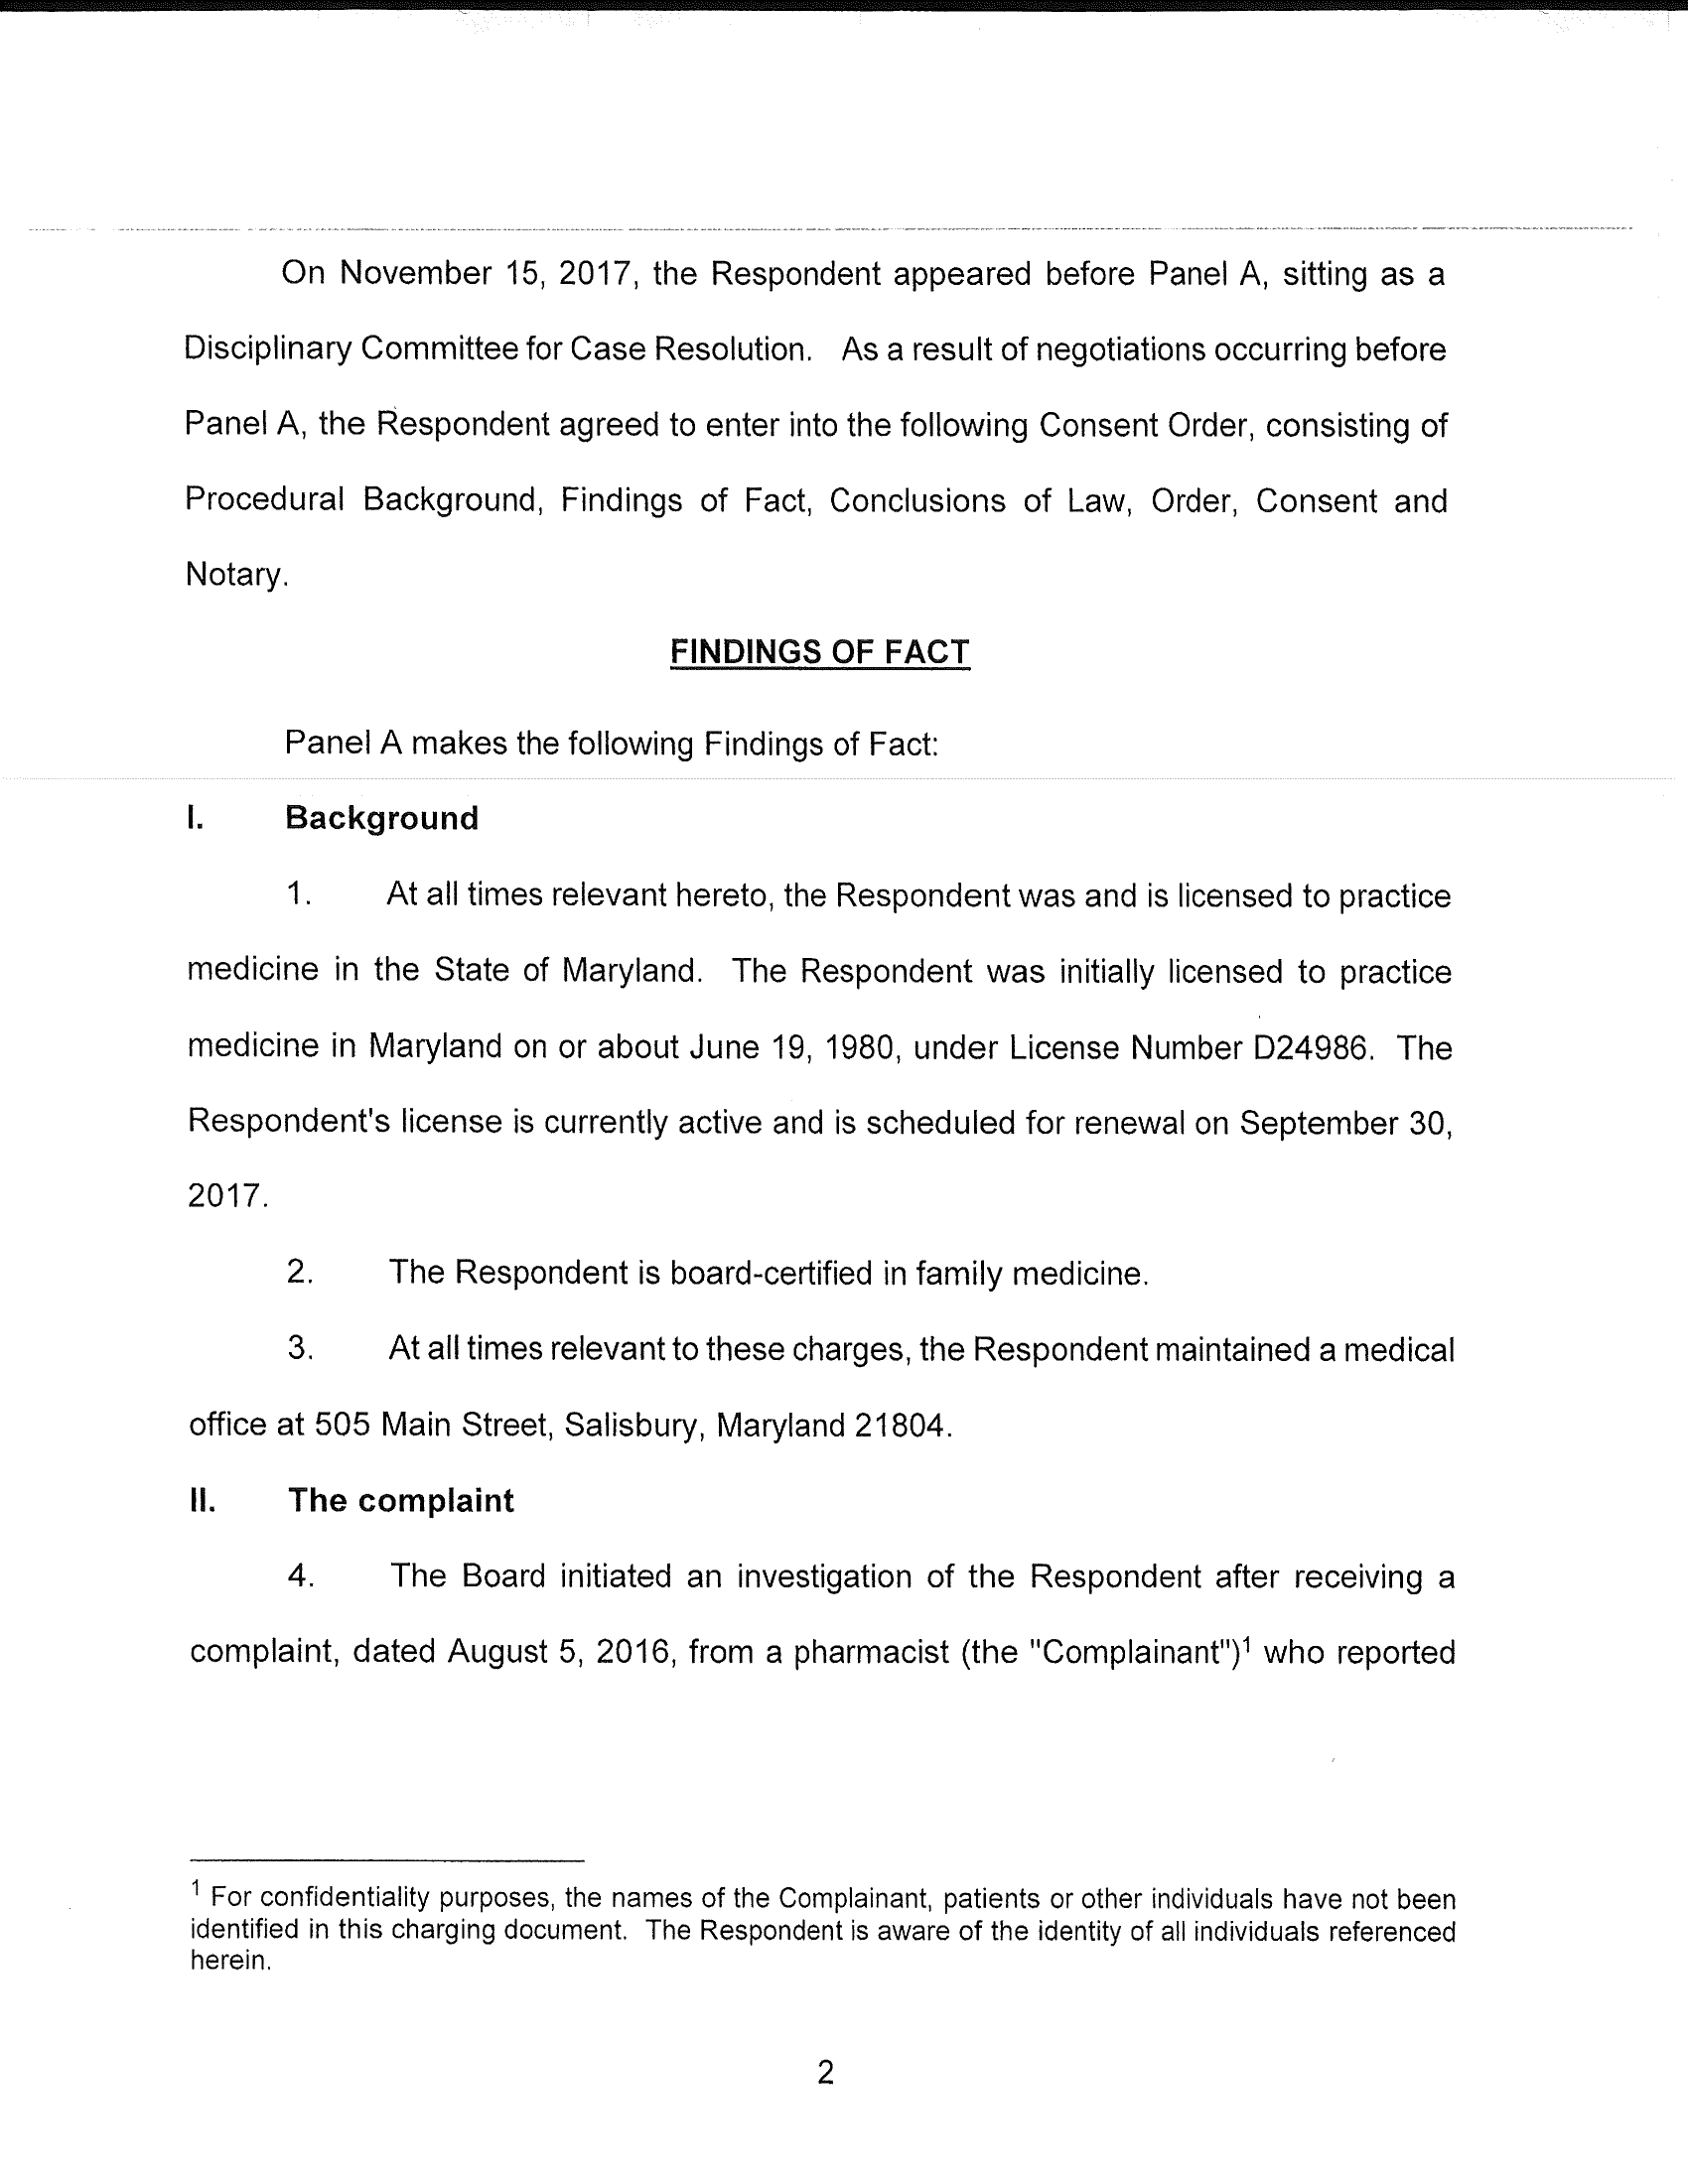 On November 15, 2017, the Respondent appeared before Panel A, sitting as a
Disciplinary Committee for Case Resolution. As a result of negotiations occurring before
Panel A, the Respondent agreed to enter into the following Consent Order, consisting of
Procedural Background, Findings of Fact, Conclusions of Law, Order, Consent and
Notary.
FINDINGS OF FACT
Panel A makes the following Findings of Fact:
I. Background
1. At all times relevant hereto, the Respondent was and is licensed to practice
medicine in the State of Maryland. The Respondent was initially licensed to practice
medicine in Maryland on or about June 19, 1980, under License Number D24986. The
Respondent's license is currently active and is scheduled for renewal on September 30,
2017.
2. The Respondent is board-certified in family medicine.
3. At all times relevant to these charges, the Respondent maintained a medical
office at 505 Main Street, Salisbury, Maryland 21804.
II. The complaint
4. The Board initiated an investigation of the Respondent after receiving a
complaint, dated August 5, 2016, from a pharmacist (the "Complainant")¹ who reported
¹ For confidentiality purposes, the names of the Complainant, patients or other individuals have not been
identified in this charging document. The Respondent is aware of the identity of all individuals referenced
herein.
2